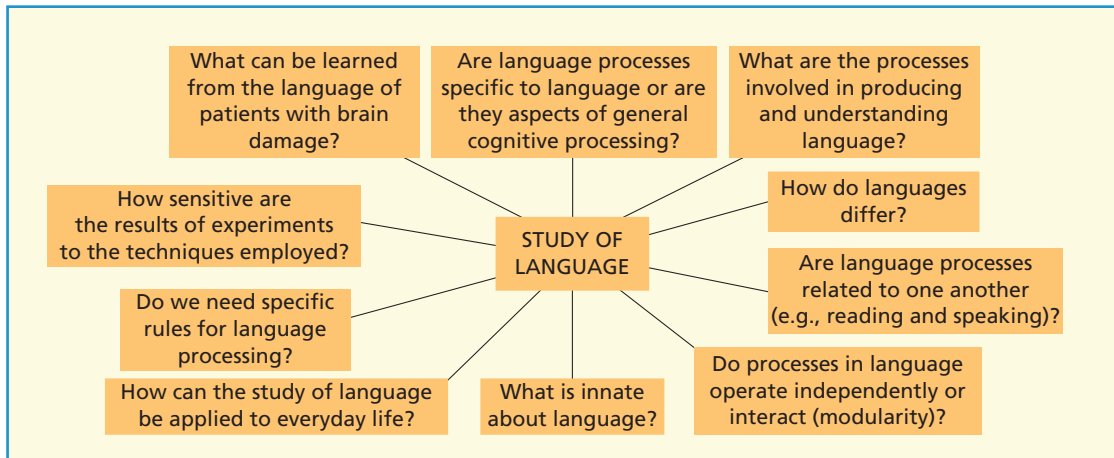 What can be learned
from the language of
patients with brain
damage?
Are language processes
specific to language or are
they aspects of general
cognitive processing?
What are the processes
involved in producing
and understanding
language?
How sensitive are
the results of experiments
to the techniques employed?
STUDY OF
LANGUAGE
How do languages
differ?
Are language processes
related to one another
(e.g., reading and speaking)?
Do we need specific
rules for language
processing?
How can the study of language
be applied to everyday life?
What is innate
about language?
Do processes in language
operate independently or
interact (modularity)?